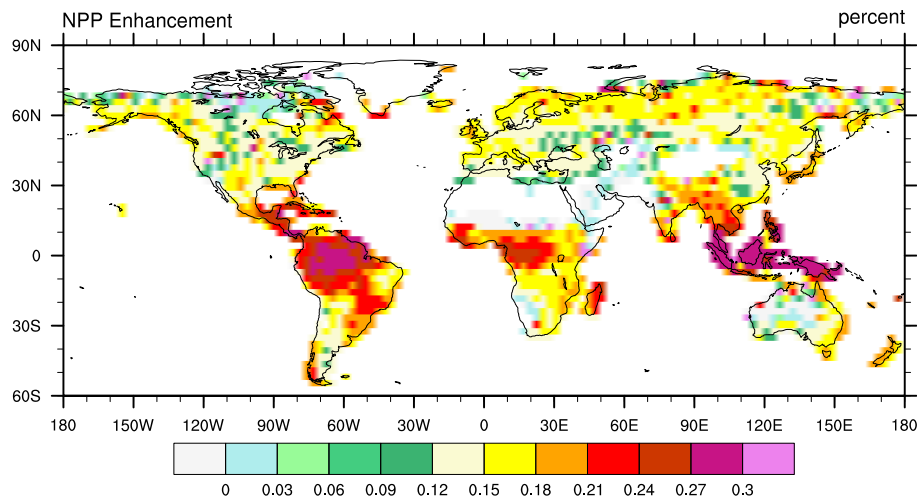 NPP Enhancement percent
90N
60N
30N
0
30S
60S
180 150W 120W 90W 60W 30W 0 30E 60E 90E 120E 150E 180
0 0.03 0.06 0.09 0.12 0.15 0.18 0.21 0.24 0.27 0.3